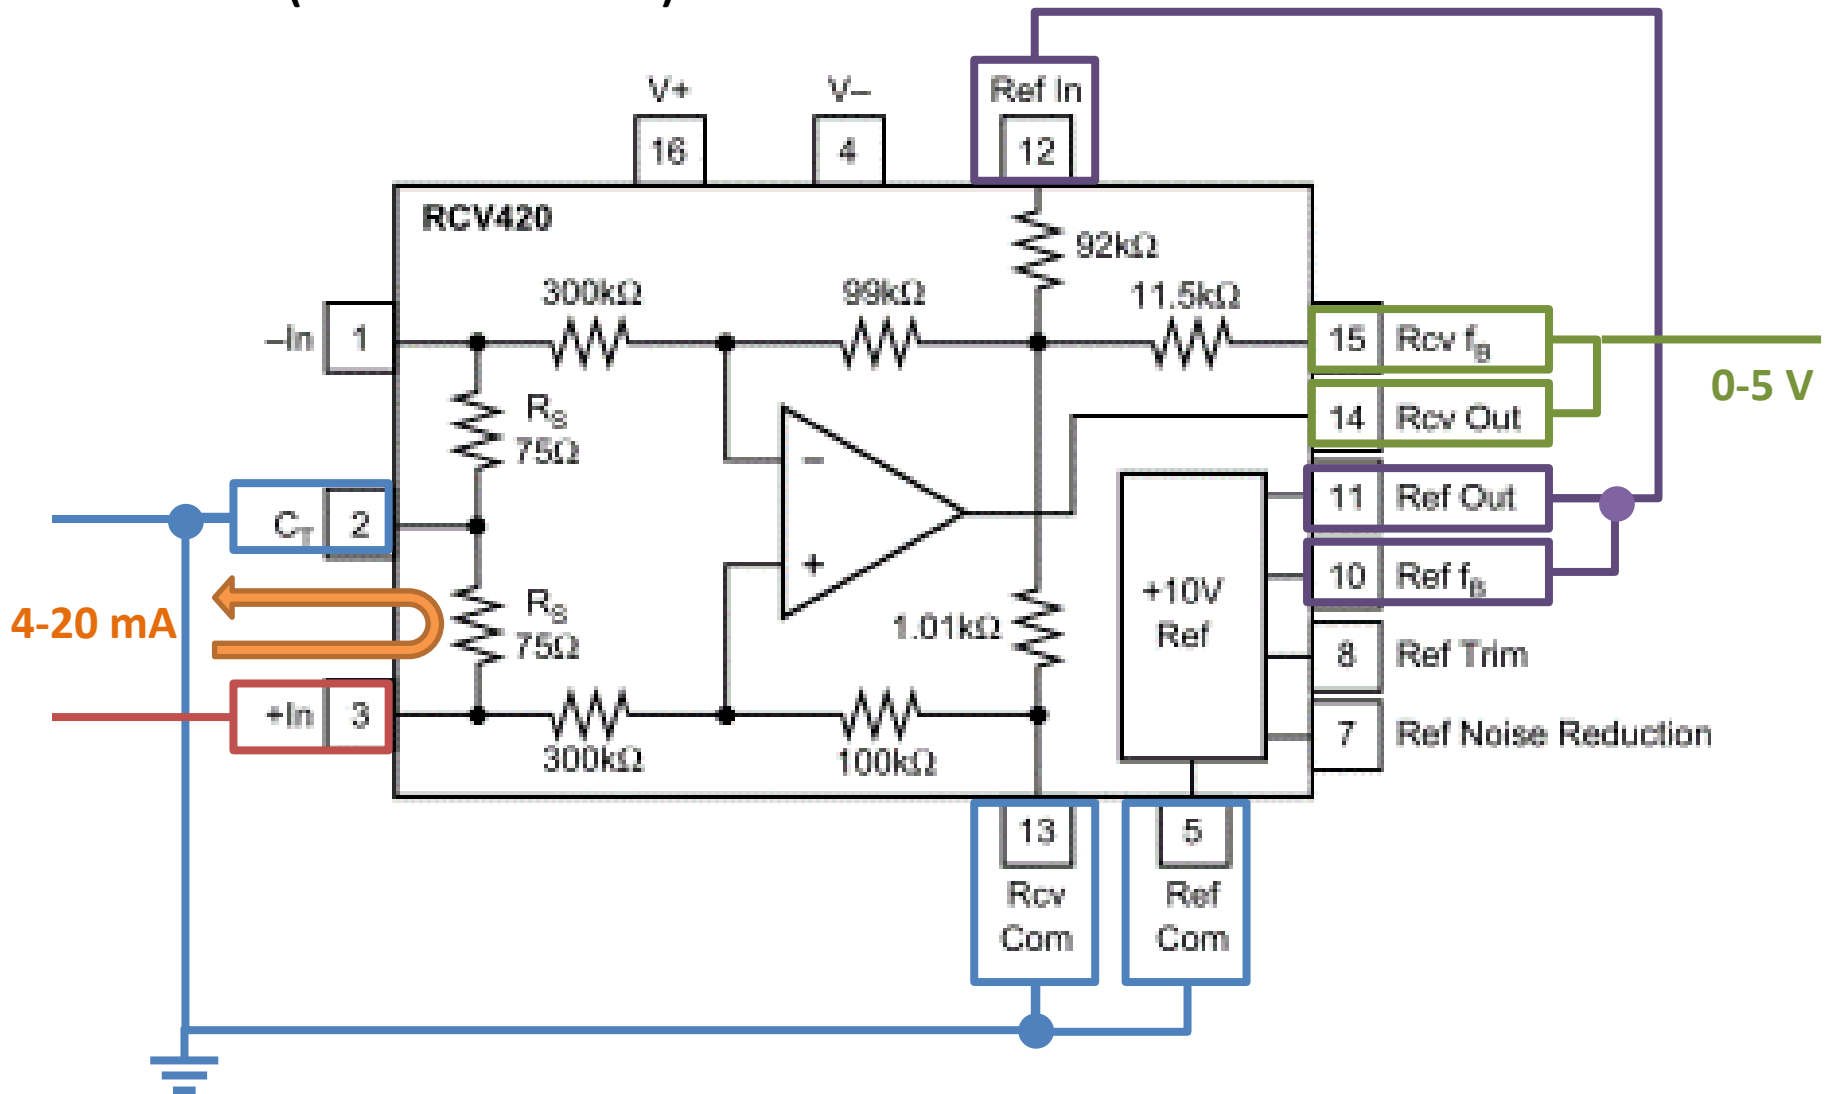 V+
V–
Ref In
16
4
12
RCV420
92kΩ
300kΩ
99kΩ
11.5kΩ
–In
1
15
Rcv fB
0-5 V
RS
75Ω
14
Rcv Out
CT
2
–
11
Ref Out
+
10
Ref fB
+10V
Ref
4-20 mA
RS
75Ω
1.01kΩ
8
Ref Trim
+In
3
7
Ref Noise Reduction
300kΩ
100kΩ
13
5
Rcv
Com
Ref
Com